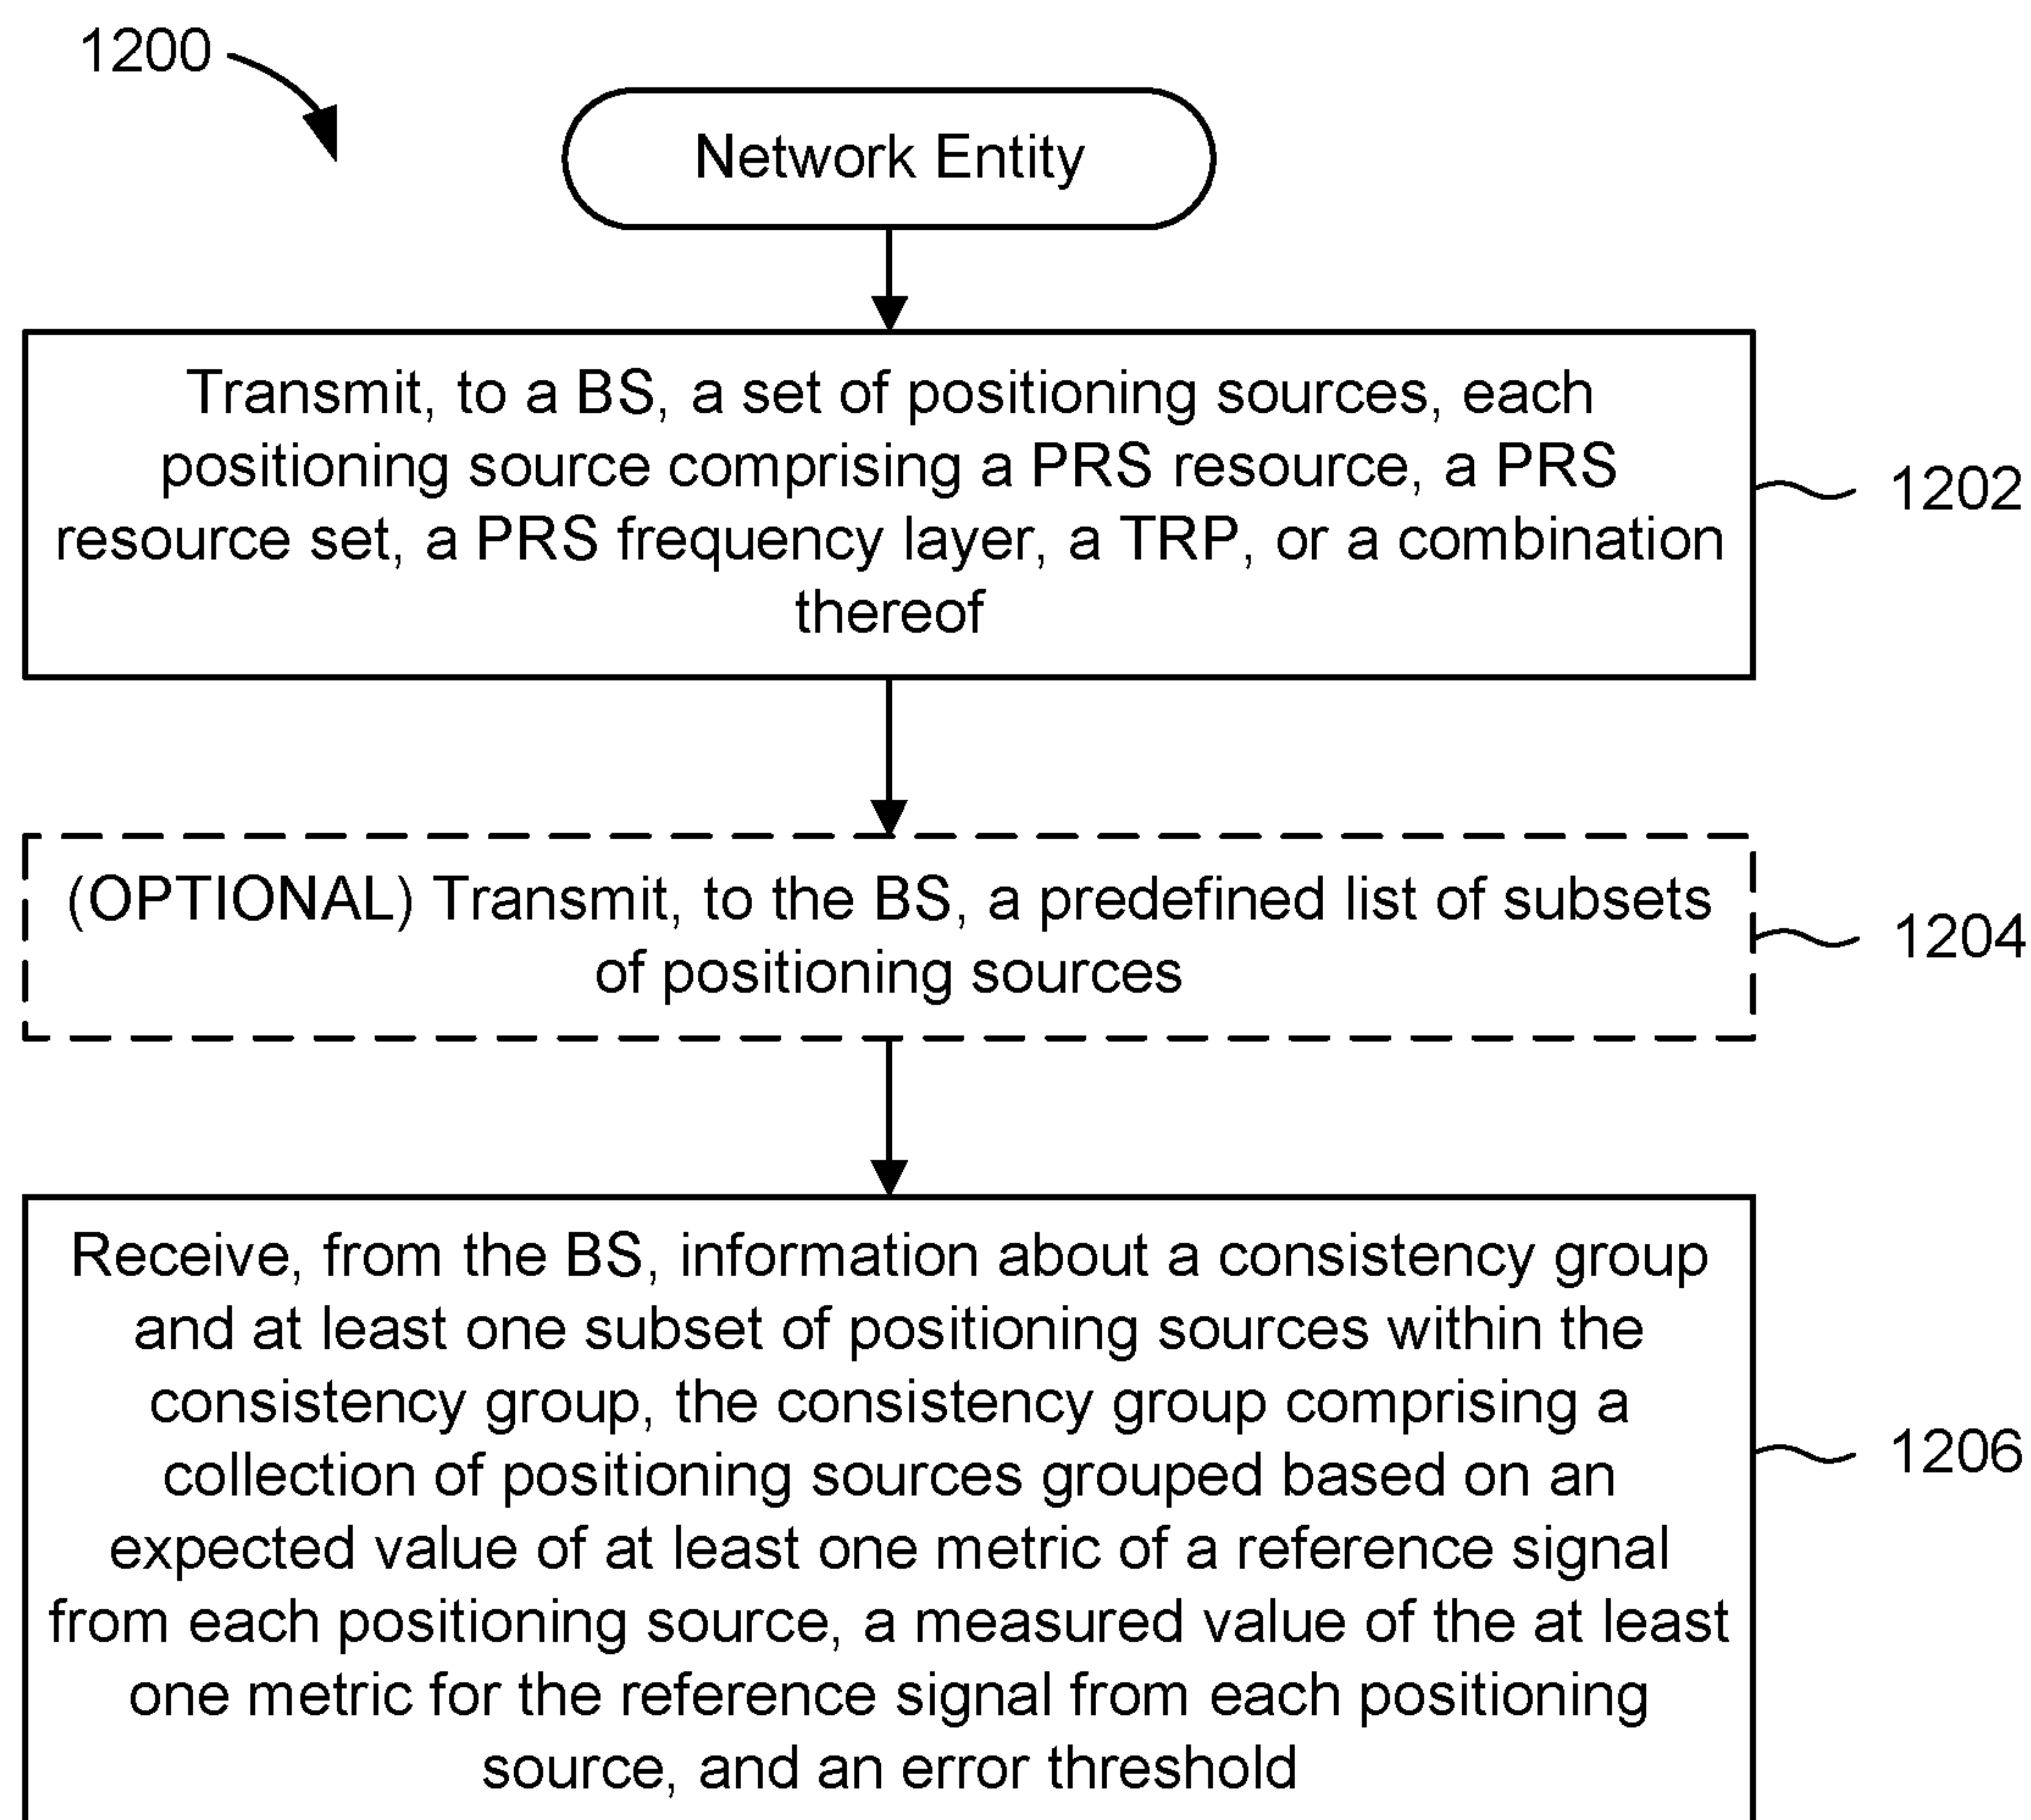 1200
Network Entity
Transmit, to a BS, a set of positioning sources, each
positioning source comprising a PRS resource, a PRS
resource set, a PRS frequency layer, a TRP, or a combination
thereof
1202
(OPTIONAL) Transmit, to the BS, a predefined list of subsets
of positioning sources
1204
Receive, from the BS, information about a consistency group
and at least one subset of positioning sources within the
consistency group, the consistency group comprising a
collection of positioning sources grouped based on an
expected value of at least one metric of a reference signal
from each positioning source, a measured value of the at least
one metric for the reference signal from each positioning
source, and an error threshold
1206